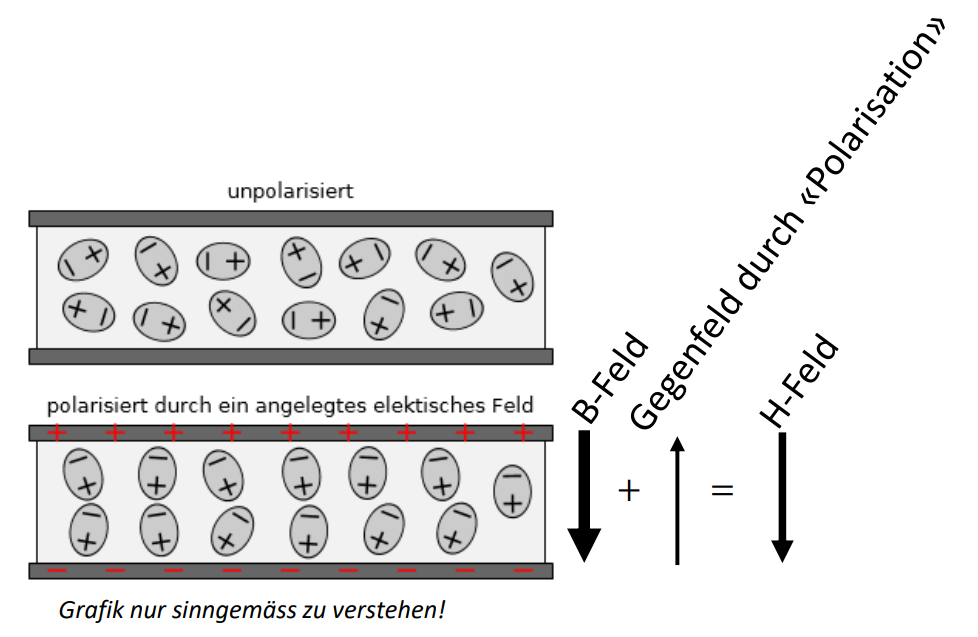 unpolarisiert
polarisiert durch ein angelegtes elektisches Feld
B-Feld
+
Gegenfeld durch «Polarisation»
=
H-Feld
Grafik nur sinngemäss zu verstehen!